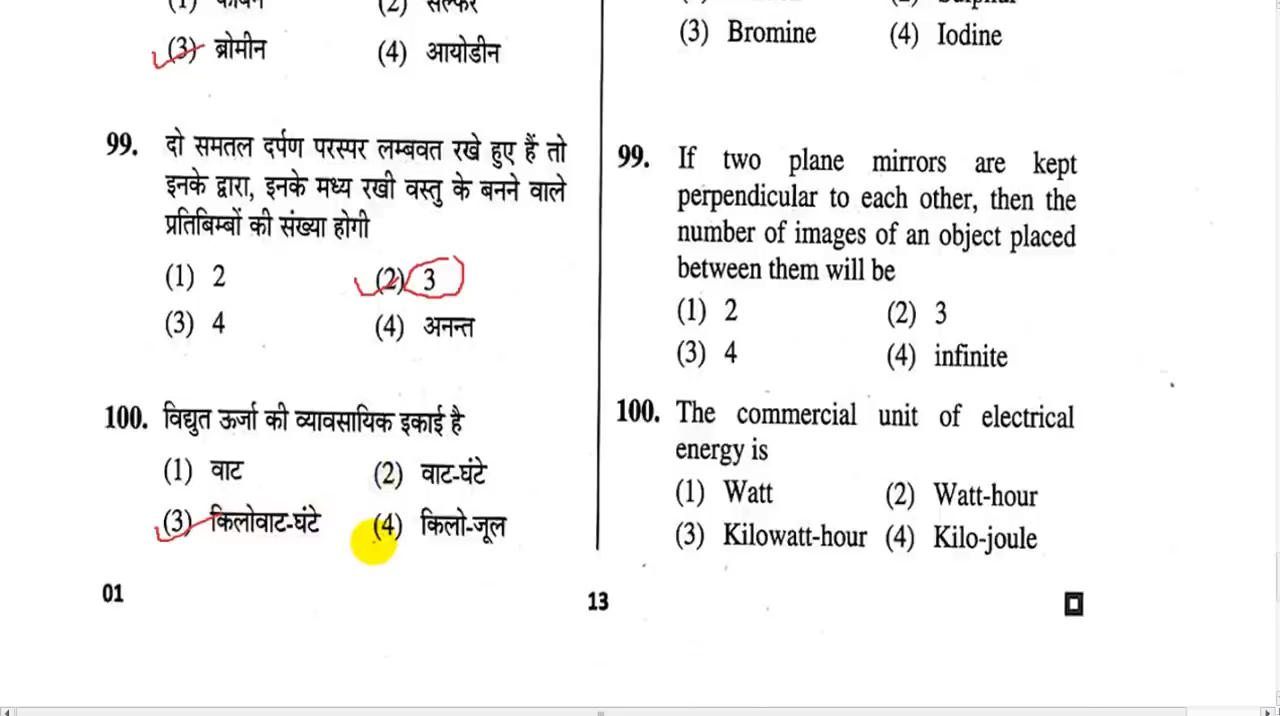 (3) ब्रोमीन (4) आयोडीन
99. दो समतल दर्पण परस्पर लम्बवत रखे हुए हैं तो
इनके द्वारा, इनके मध्य रखी वस्तु के बनने वाले
प्रतिबिम्बों की संख्या होगी
(1) 2 (2) 3
(3) 4 (4) अनन्त
100. विद्युत ऊर्जा की व्यावसायिक इकाई है
(1) वाट (2) वाट-घंटे
(3) किलोवाट-घंटे (4) किलो-जूल
(3) Bromine (4) Iodine
99. If two plane mirrors are kept
perpendicular to each other, then the
number of images of an object placed
between them will be
(1) 2 (2) 3
(3) 4 (4) infinite
100. The commercial unit of electrical
energy is
(1) Watt (2) Watt-hour
(3) Kilowatt-hour (4) Kilo-joule
01 13